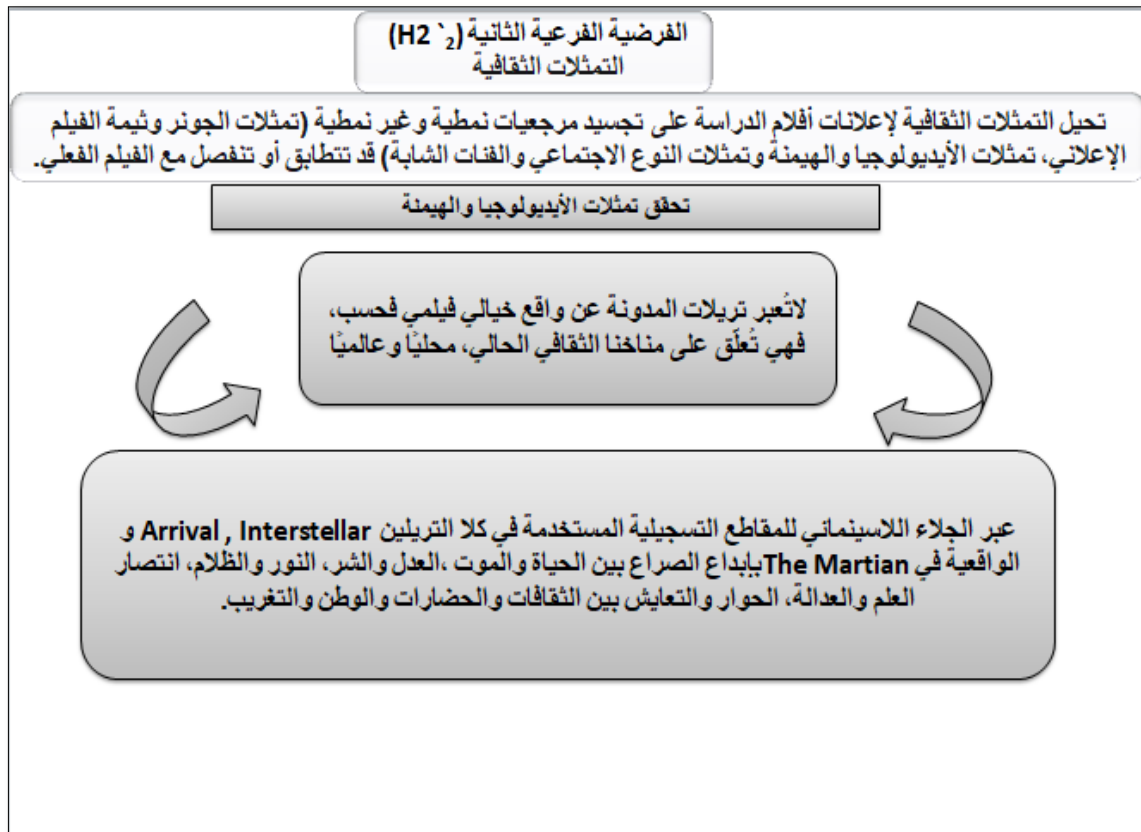 الفرضية الفرعية الثانية (H2 `₂)
التمثلات الثقافية
تحيل التمثلات الثقافية لإعلانات أفلام الدراسة على تجسيد مرجعيات نمطية وغير نمطية (تمثلات الجونر وثيمة الفيلم
الإعلاني، تمثلات الأيديولوجيا والهيمنة وتمثلات النوع الاجتماعي والفئات الشابة) قد تتطابق أو تنفصل مع الفيلم الفعلي.
تحقق تمثلات الأيديولوجيا والهيمنة
لاتُعبر تريلات المدونة عن واقع خيالي فيلمي فحسب،
فهي تُعلّق على مناخنا الثقافي الحالي، محليًا وعالميًا
عبر الجلاء اللاسينمائي للمقاطع التسجيلية المستخدمة في كلا التريلين Arrival , Interstellar و
الواقعية في The Martian بإبداع الصراع بين الحياة والموت ،العدل والشر، النور والظلام، انتصار
العلم والعدالة، الحوار والتعايش بين الثقافات والحضارات والوطن والتغريب.